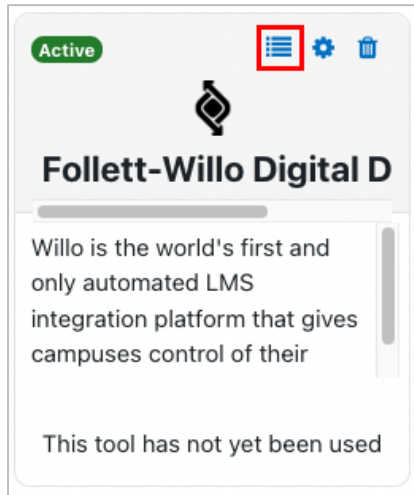 Active
Follett-Willo Digital D
Willo is the world's first and
only automated LMS
integration platform that gives
campuses control of their
This tool has not yet been used